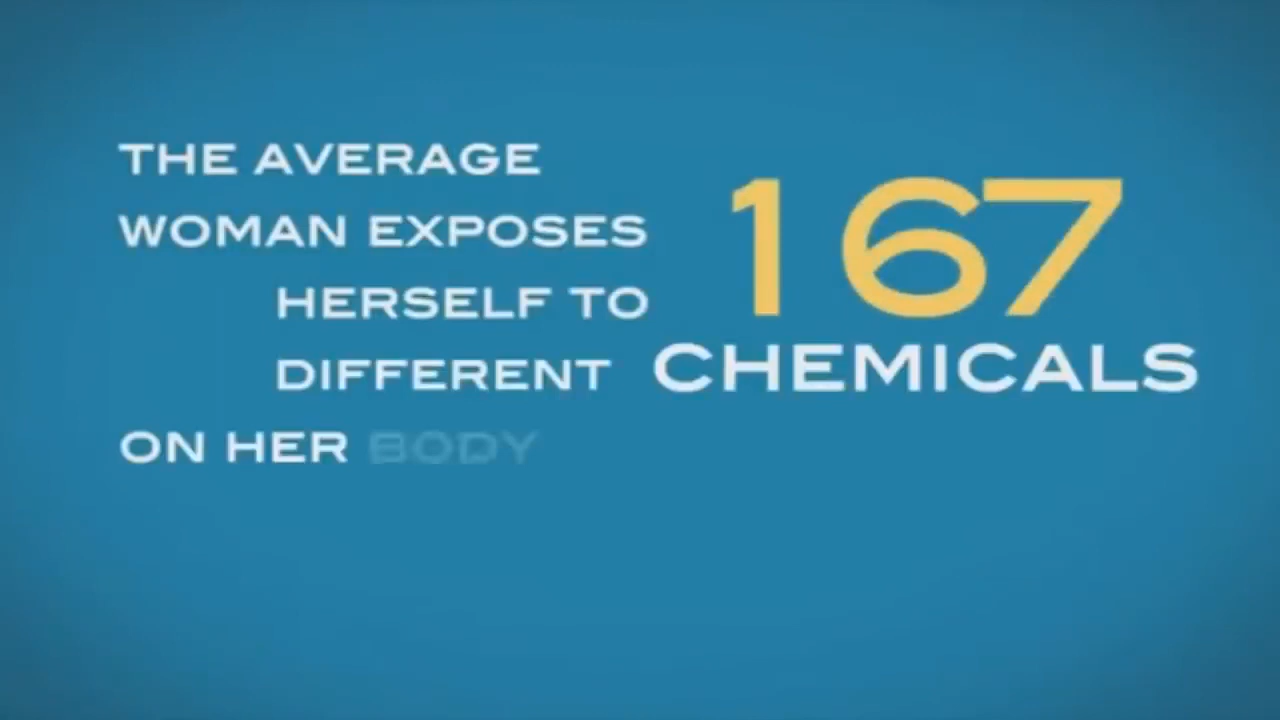 THE AVERAGE
WOMAN EXPOSES
HERSELF TO
167
DIFFERENT CHEMICALS
ON HER BODY